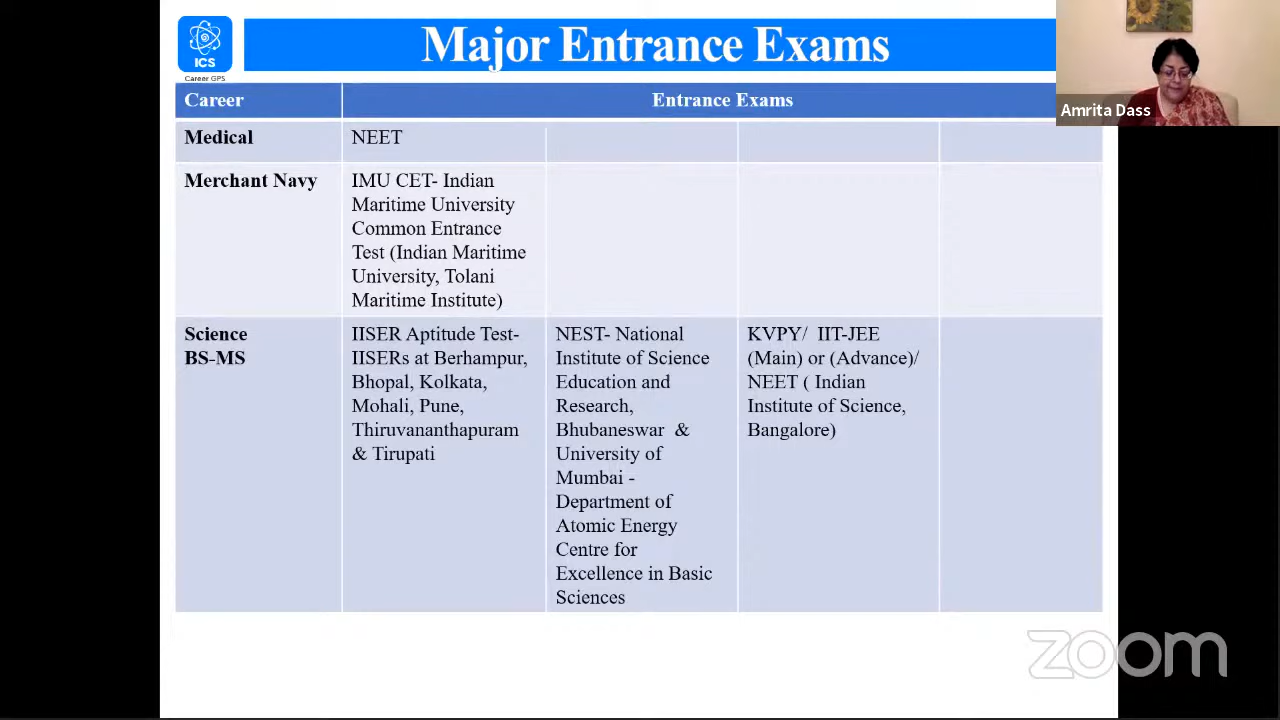 ICS
Career GPS
Major Entrance Exams
Amrita Dass
Career
Entrance Exams
Medical
NEET
Merchant Navy
IMU CET- Indian
Maritime University
Common Entrance
Test (Indian Maritime
University, Tolani
Maritime Institute)
Science
BS-MS
IISER Aptitude Test-
IISERs at Berhampur,
Bhopal, Kolkata,
Mohali, Pune,
Thiruvananthapuram
& Tirupati
NEST- National
Institute of Science
Education and
Research,
Bhubaneswar &
University of
Mumbai -
Department of
Atomic Energy
Centre for
Excellence in Basic
Sciences
KVPY/ IIT-JEE
(Main) or (Advance)/
NEET ( Indian
Institute of Science,
Bangalore)
zoom